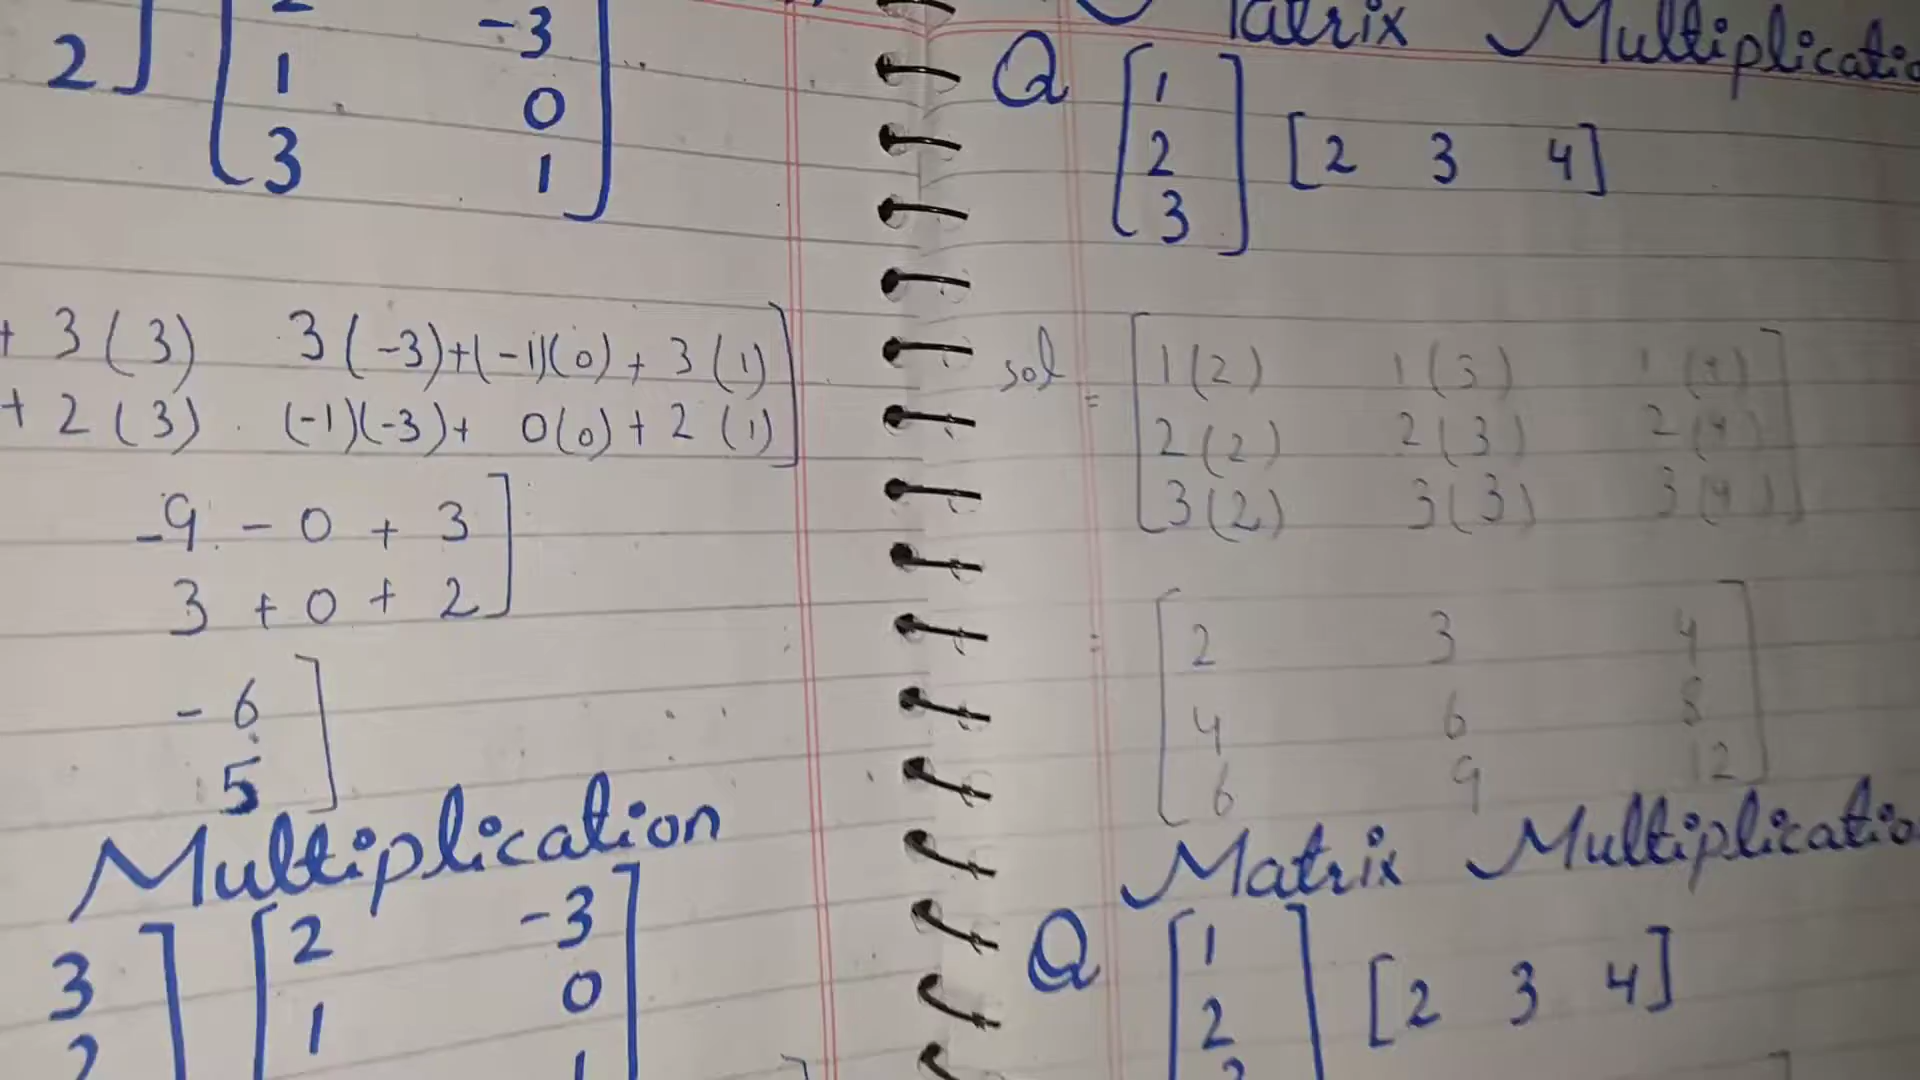 2] [2 -3
1 0
3 1]
+ 3(3) 3(-3)+(-1)(0)+3(1)]
+ 2(3) (-1)(-3)+ 0(0)+2(1)]
-9 - 0 + 3]
3 + 0 + 2]
-6]
5]
Multiplication
3] [2 -3]
1 0
2 1
Matrix Multiplicatio
Q [1
2
3] [2 3 4]
sol = [1(2) 1(3) 1(4)
2(2) 2(3) 2(4)
3(2) 3(3) 3(4)]
= [2 3 4
4 6 8
6 9 12]
Matrix Multiplicatio
Q [1
2] [2 3 4]